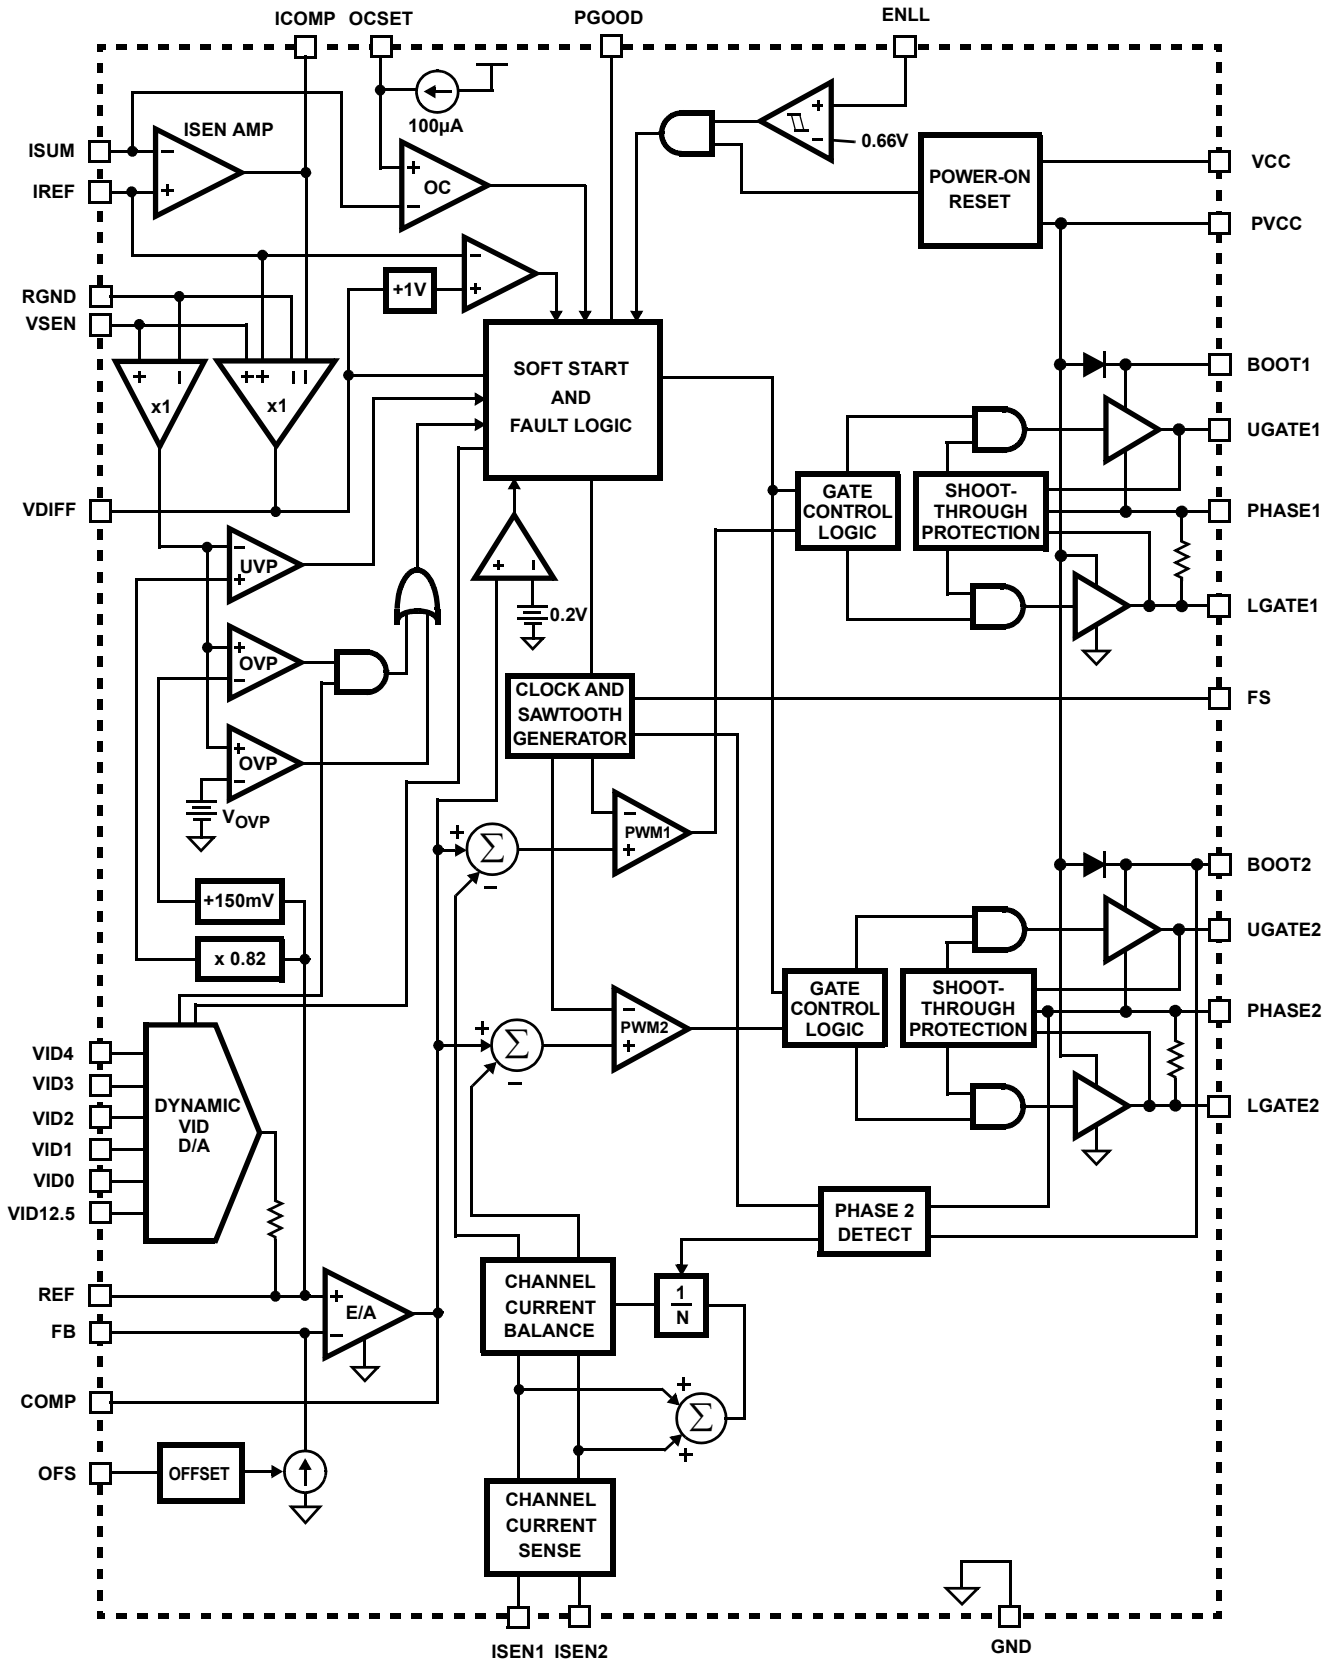 ICOMP OCSET PGOOD ENLL
ISUM
IREF
RGND
VSEN
VDIFF
VID4
VID3
VID2
VID1
VID0
VID12.5
REF
FB
COMP
OFS
ISEN AMP
−
+
100µA
+
OC
−
+
−
0.66V
POWER-ON
RESET
VCC
PVCC
−
+
+1V
+ −
x1
+ + − −
x1
SOFT START
AND
FAULT LOGIC
−
UVP
+
+
OVP
−
+
OVP
−
VOVP
+ −
0.2V
CLOCK AND
SAWTOOTH
GENERATOR
GATE
CONTROL
LOGIC
SHOOT-
THROUGH
PROTECTION
BOOT1
UGATE1
PHASE1
LGATE1
FS
−
PWM1
+
+
Σ
−
+150mV
x 0.82
−
PWM2
+
+
Σ
−
GATE
CONTROL
LOGIC
SHOOT-
THROUGH
PROTECTION
BOOT2
UGATE2
PHASE2
LGATE2
DYNAMIC
VID
D/A
PHASE 2
DETECT
+
E/A
−
CHANNEL
CURRENT
BALANCE
1
N
+
Σ
+
OFFSET
CHANNEL
CURRENT
SENSE
ISEN1 ISEN2
GND